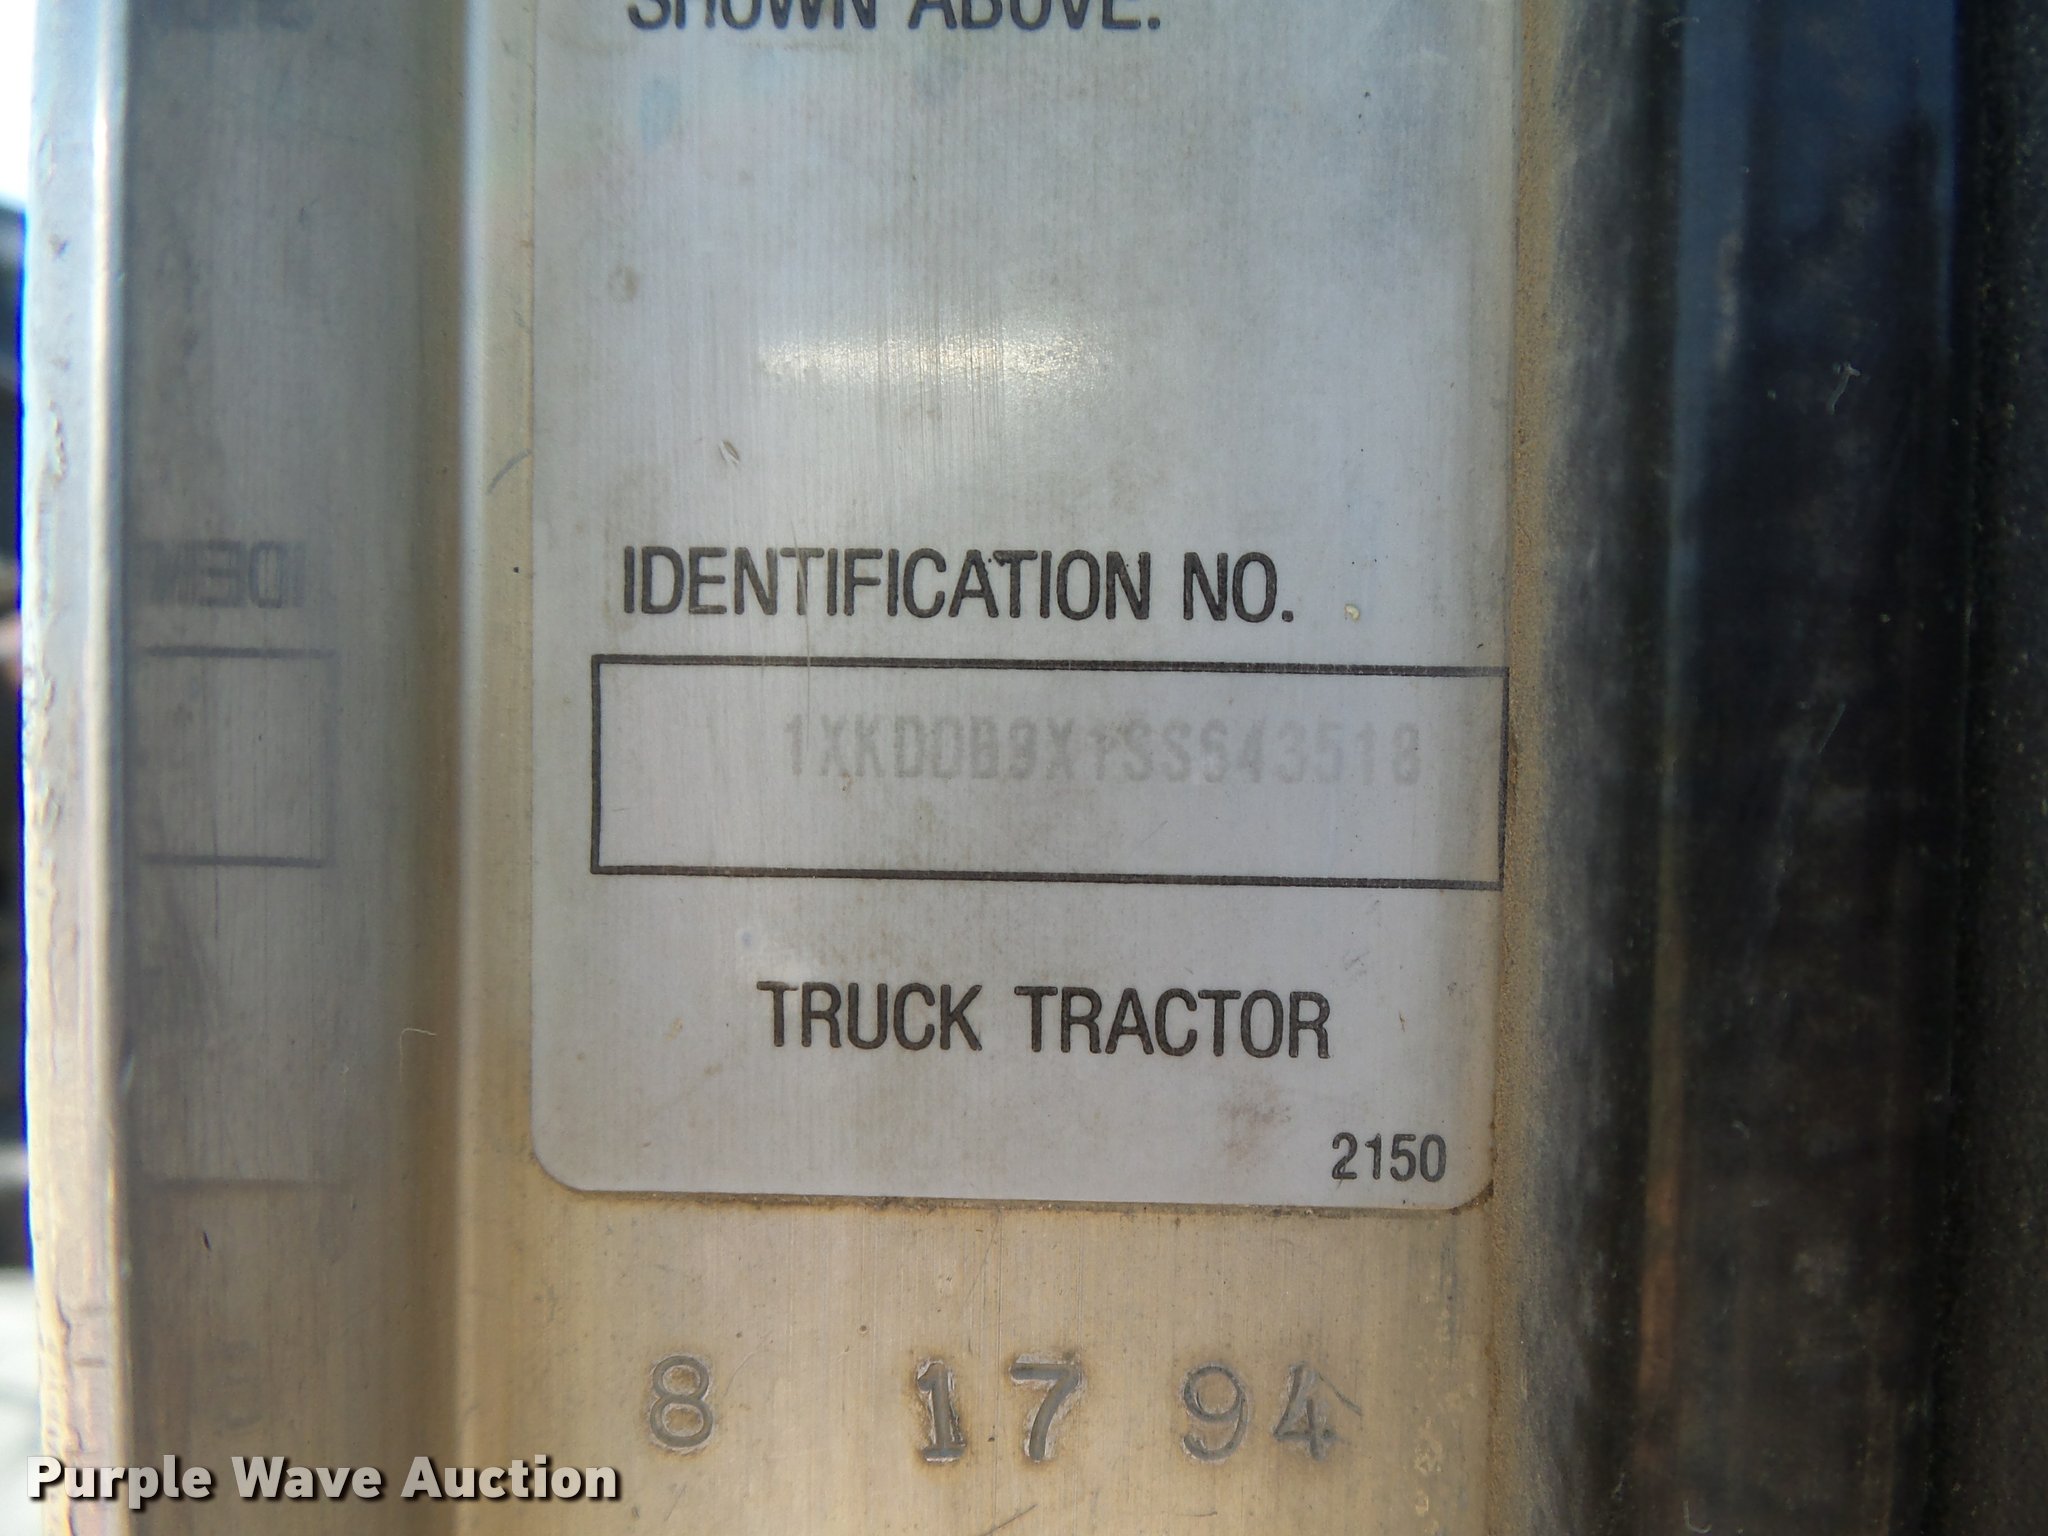 SHOWN ABOVE.
IDENTIFICATION NO.
1XKDDB9X1SS643518
TRUCK TRACTOR
2150
8 17 94
Purple Wave Auction